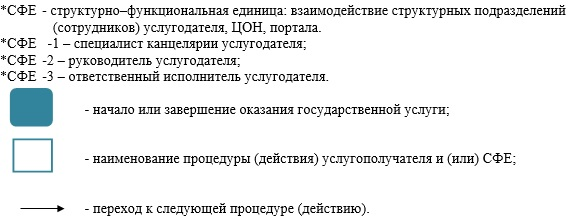 *СФЕ - структурно–функциональная единица: взаимодействие структурных подразделений
(сотрудников) услугодателя, ЦОН, портала.
*СФЕ -1 – специалист канцелярии услугодателя;
*СФЕ -2 – руководитель услугодателя;
*СФЕ -3 – ответственный исполнитель услугодателя.
- начало или завершение оказания государственной услуги;
- наименование процедуры (действия) услугополучателя и (или) СФЕ;
- переход к следующей процедуре (действию).